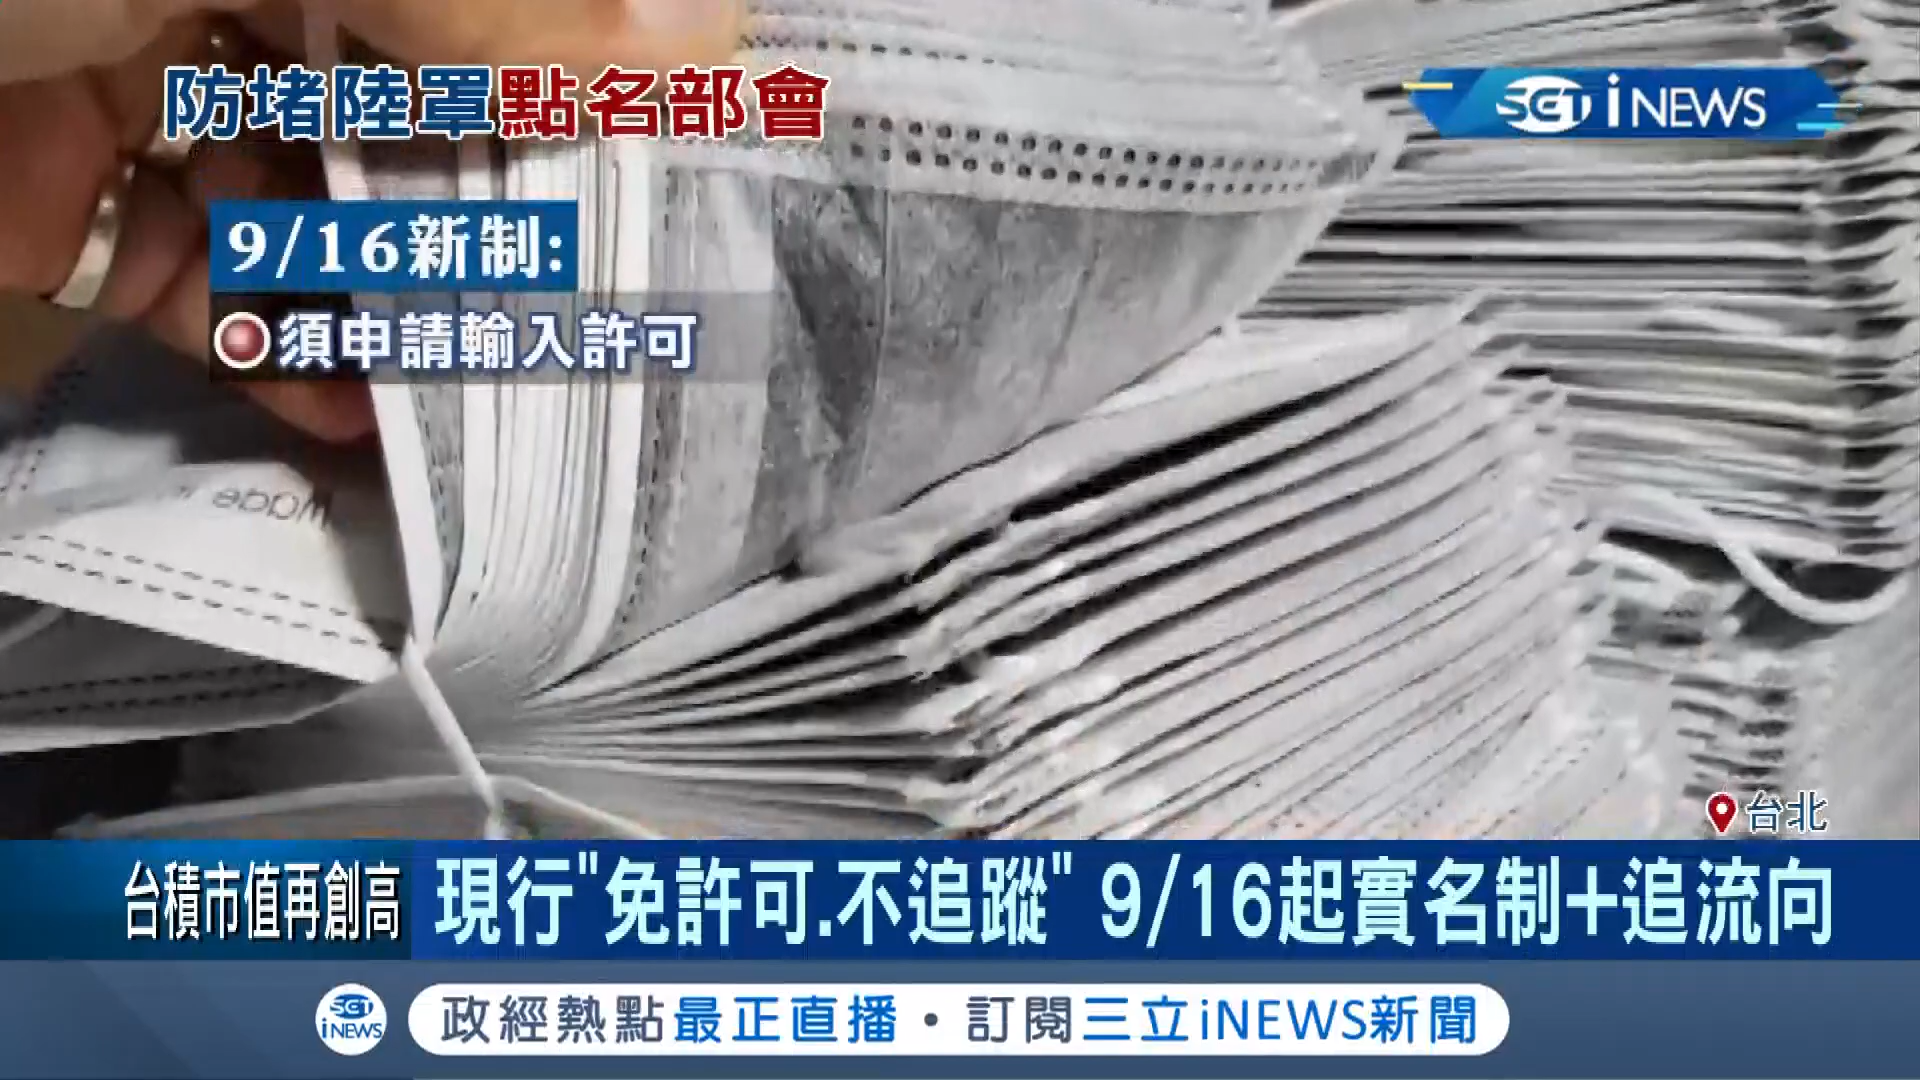 防堵陸罩點名部會
SET iNEWS
9/16新制:
須申請輸入許可
Made i
台北
台積市值再創高
現行"免許可.不追蹤" 9/16起實名制+追流向
SET iNEWS
政經熱點最正直播・訂閱三立iNEWS新聞